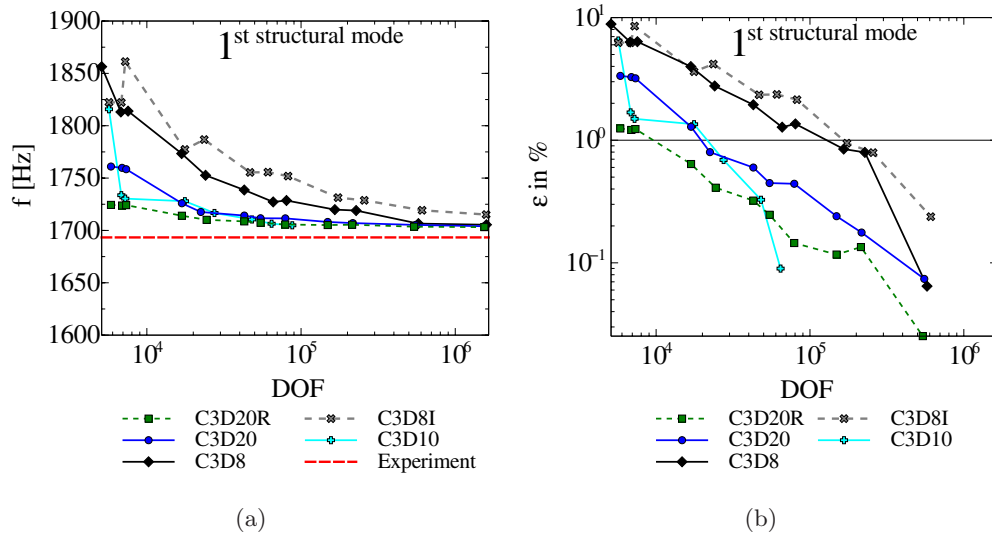 1st structural mode
1900
1850
1800
1750
1700
1650
1600
f [Hz]
10^4
10^5
10^6
DOF
C3D20R
C3D8I
C3D20
C3D10
C3D8
Experiment
(a)
1st structural mode
10^1
10^0
10^-1
ε in %
10^4
10^5
10^6
DOF
C3D20R
C3D8I
C3D20
C3D10
C3D8
(b)